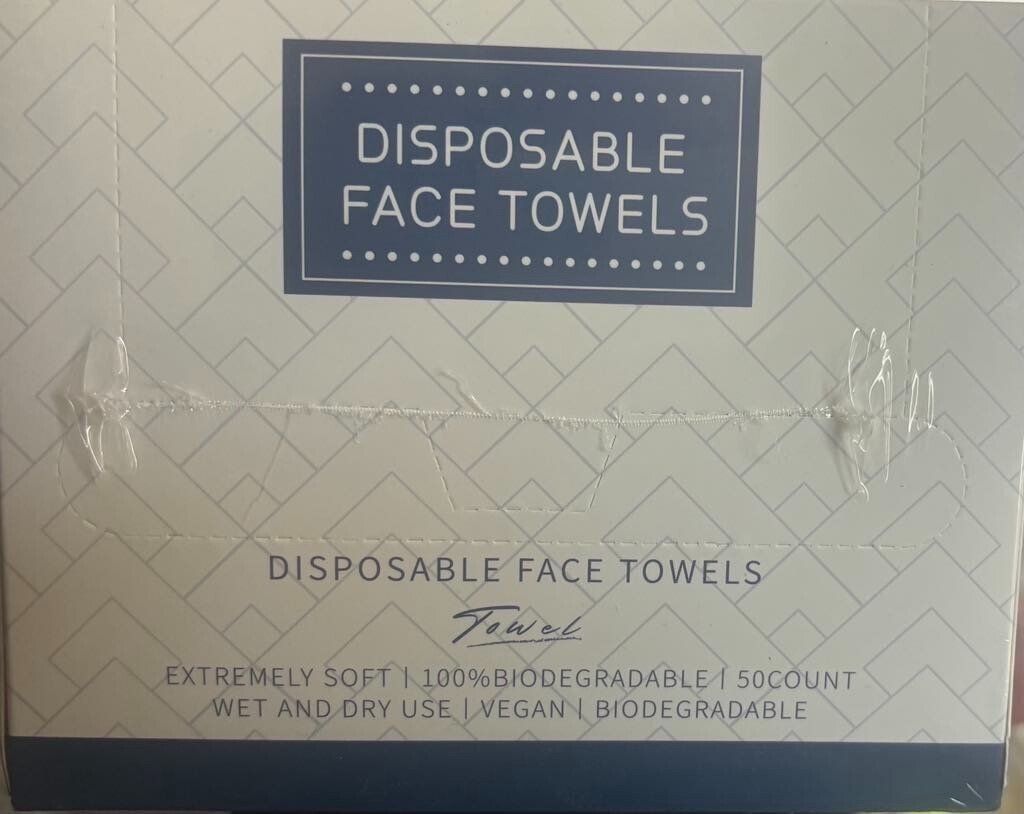 DISPOSABLE
FACE TOWELS
DISPOSABLE FACE TOWELS
Towel
EXTREMELY SOFT | 100%BIODEGRADABLE | 50COUNT
WET AND DRY USE | VEGAN | BIODEGRADABLE